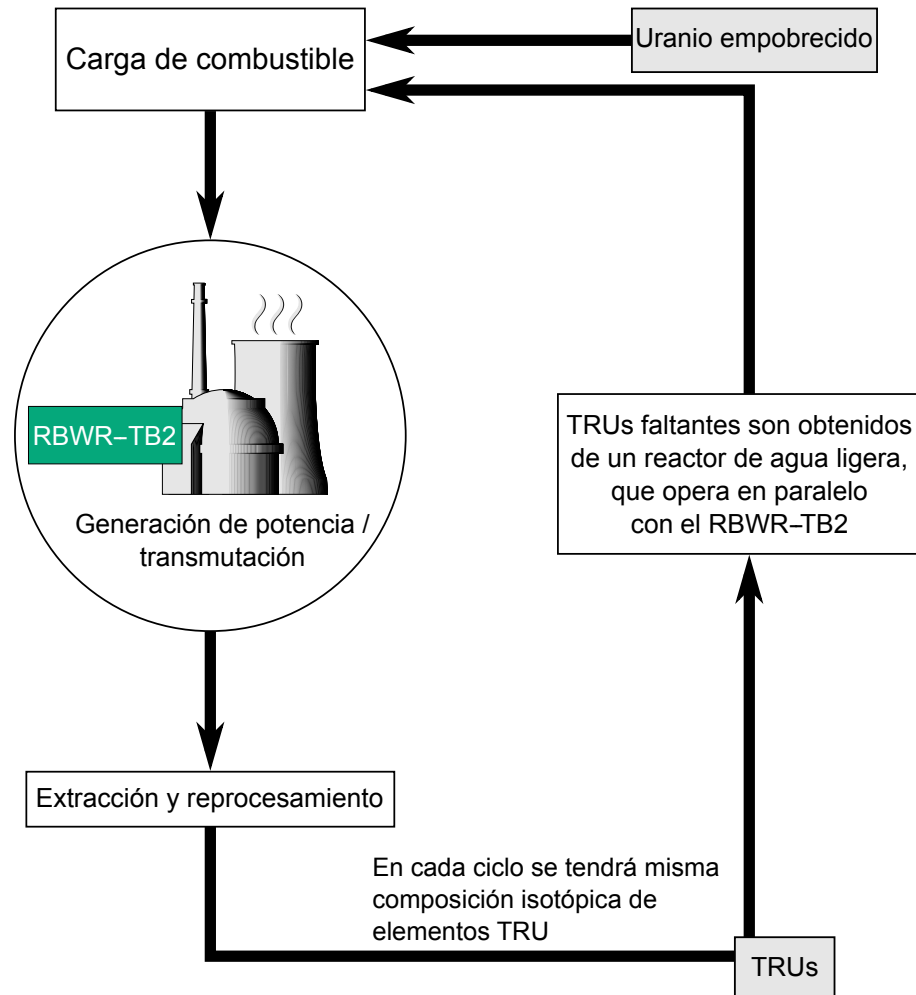 Carga de combustible
Uranio empobrecido
RBWR–TB2
Generación de potencia /
transmutación
TRUs faltantes son obtenidos
de un reactor de agua ligera,
que opera en paralelo
con el RBWR–TB2
Extracción y reprocesamiento
En cada ciclo se tendrá misma
composición isotópica de
elementos TRU
TRUs